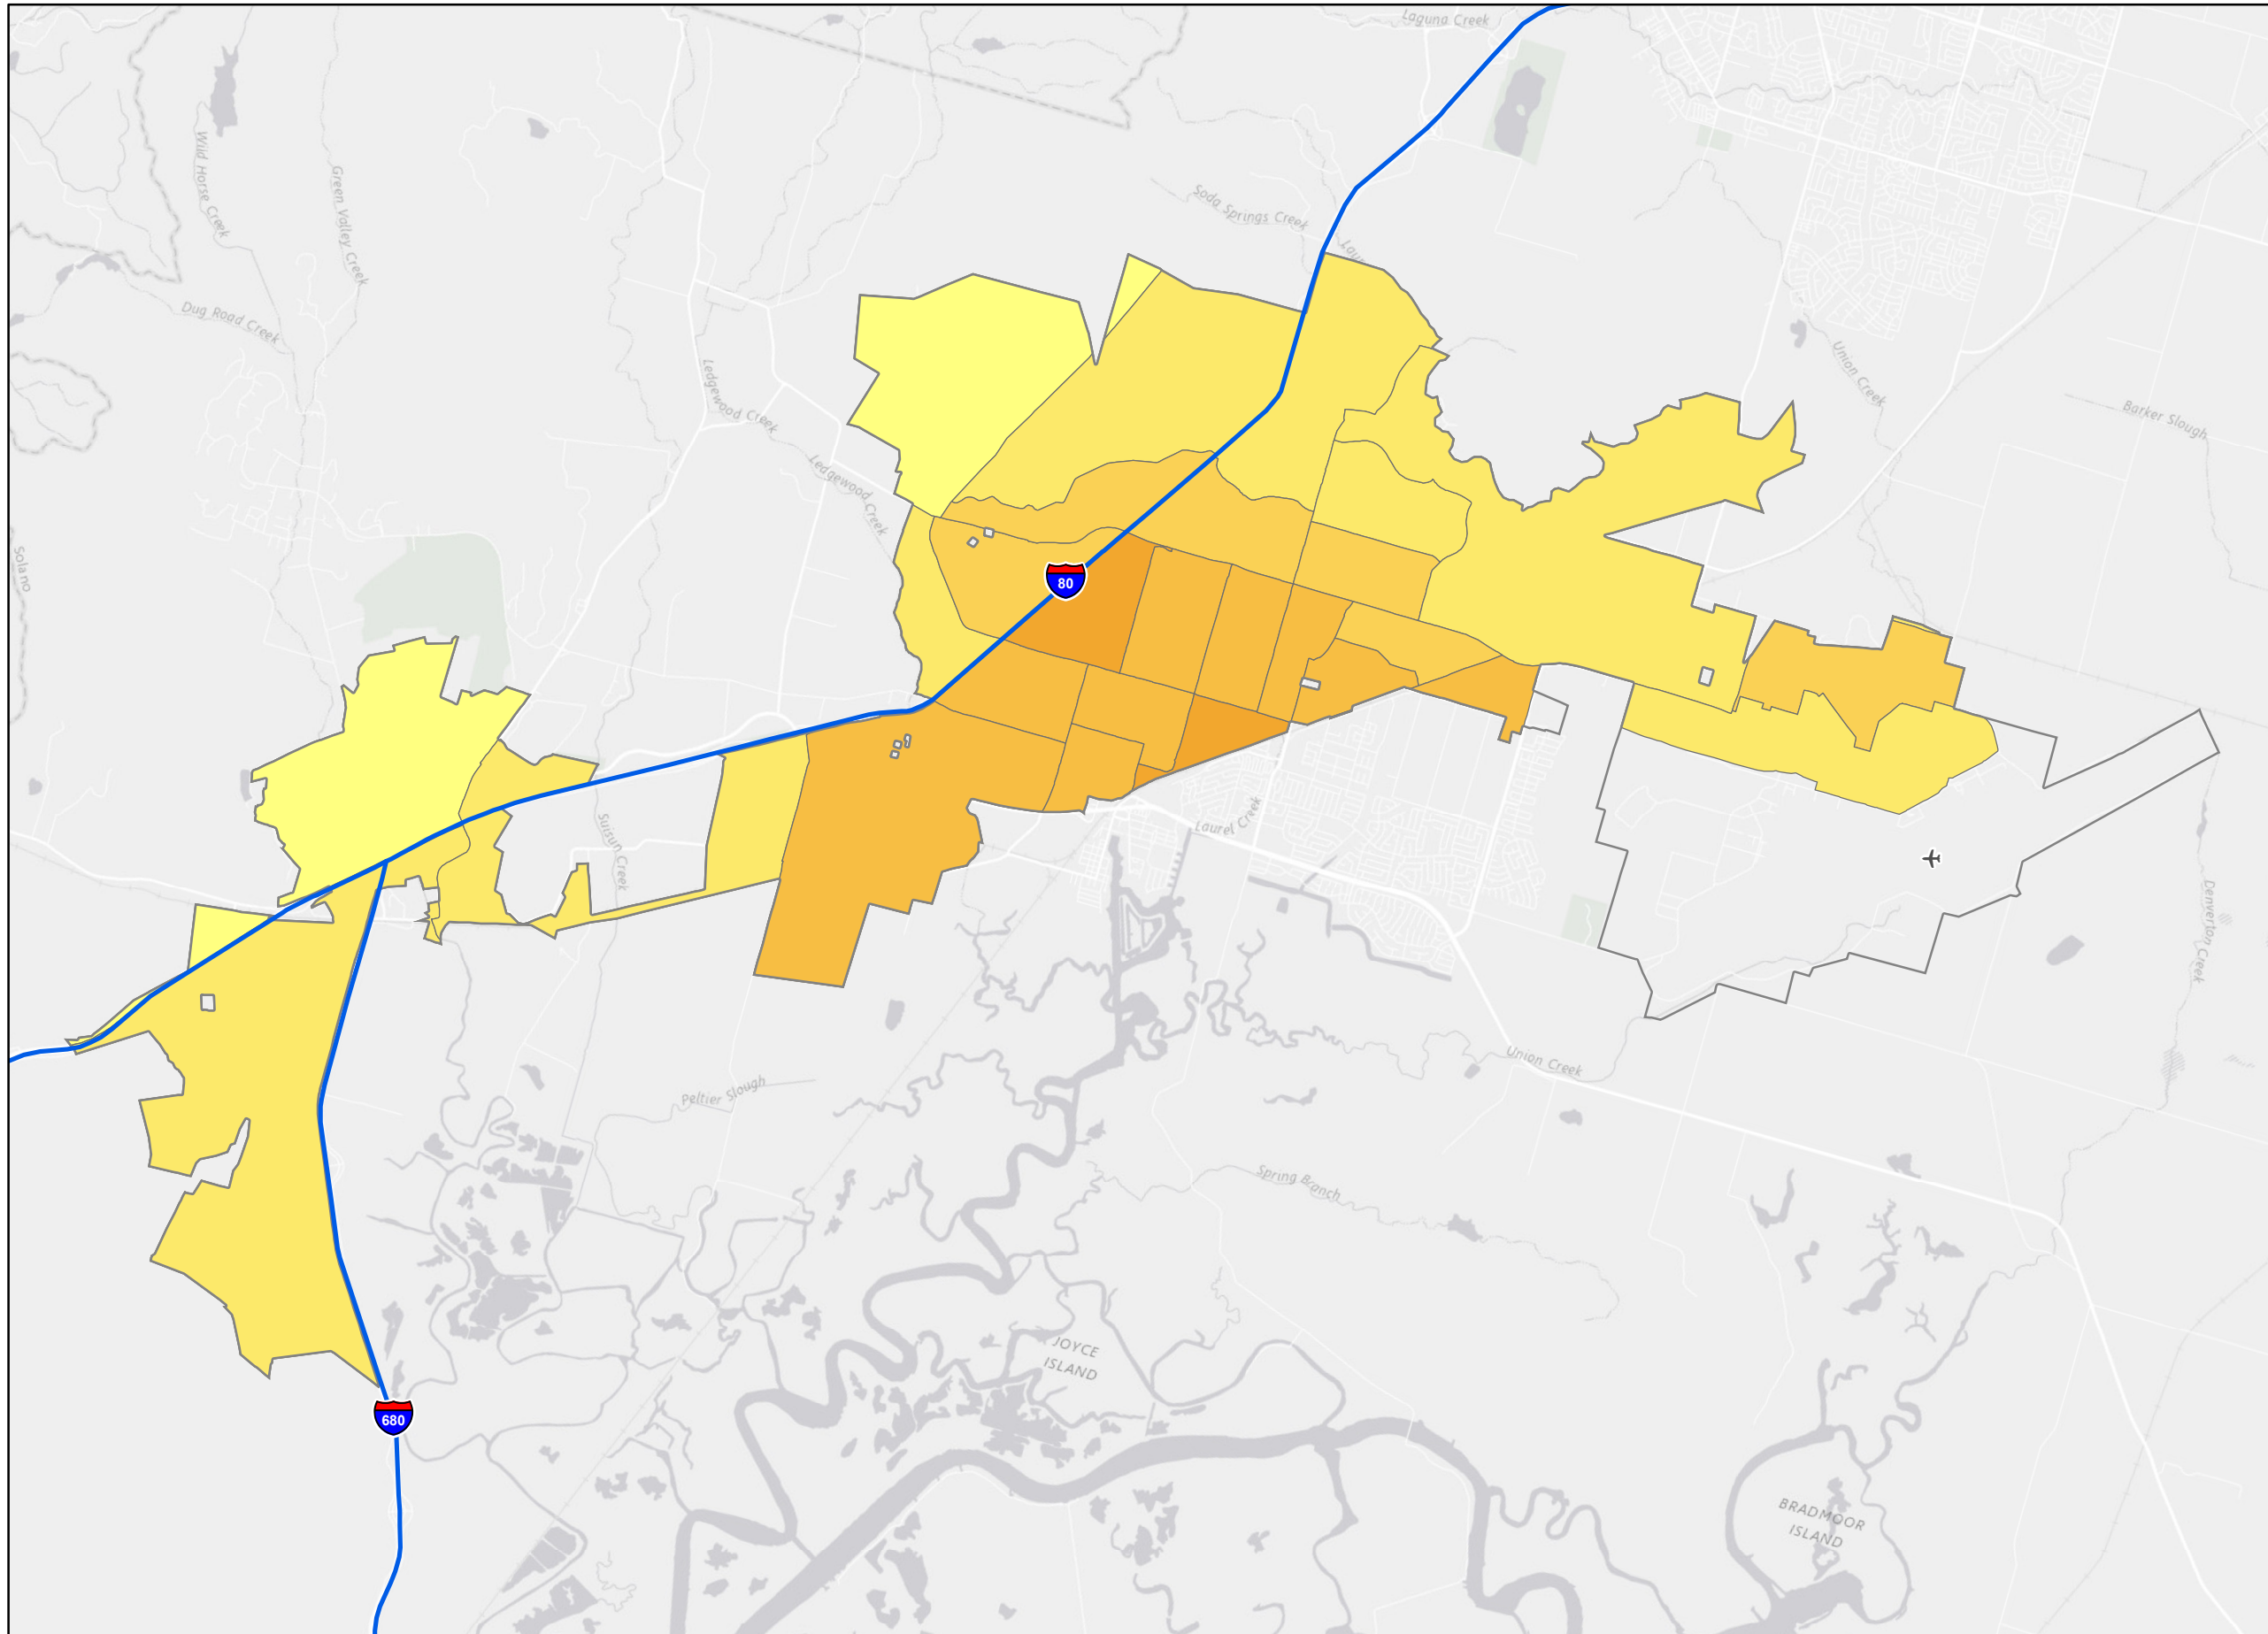 Laguna Creek
Wild Horse Creek
Green Valley Creek
Soda Springs Creek
Laur
Dug Road Creek
Union Creek
Ledgewood Creek
Barker Slough
Ledgewood
Creek
Solano
80
Suisun Creek
Laurel Creek
Denverton Creek
Union Creek
Peltier Slough
Spring Branch
JOYCE
ISLAND
680
BRADMOOR
ISLAND